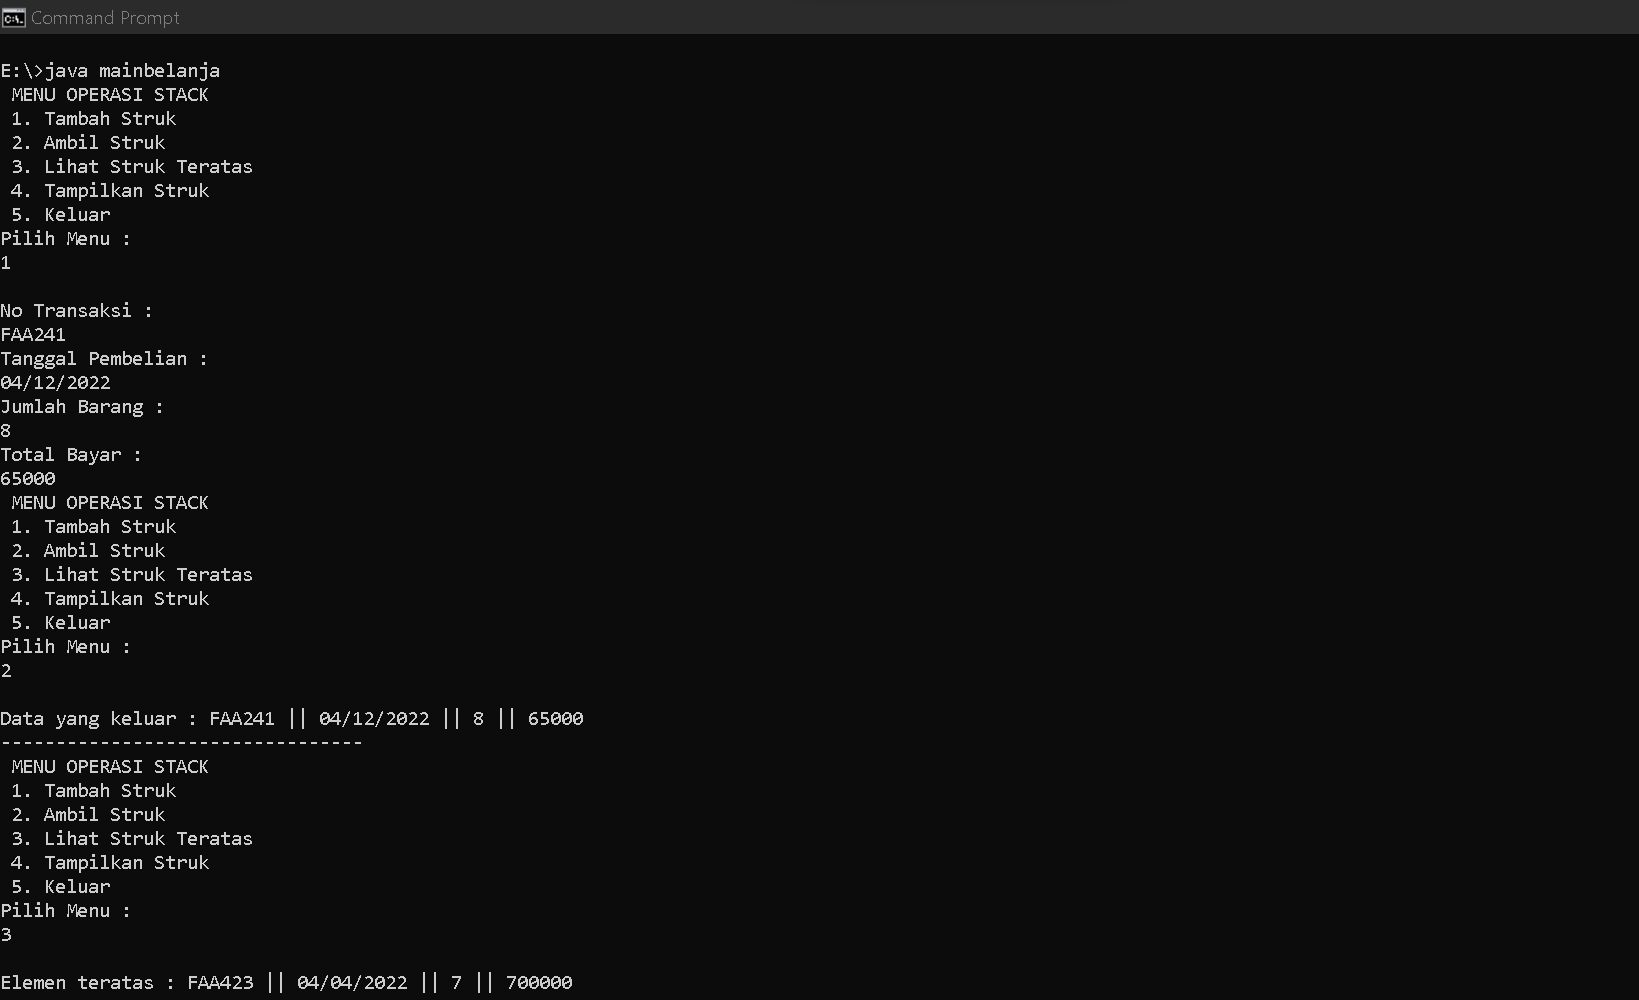 Command Prompt
E:\>java mainbelanja
MENU OPERASI STACK
1. Tambah Struk
2. Ambil Struk
3. Lihat Struk Teratas
4. Tampilkan Struk
5. Keluar
Pilih Menu :
1
No Transaksi :
FAA241
Tanggal Pembelian :
04/12/2022
Jumlah Barang :
8
Total Bayar :
65000
MENU OPERASI STACK
1. Tambah Struk
2. Ambil Struk
3. Lihat Struk Teratas
4. Tampilkan Struk
5. Keluar
Pilih Menu :
2
Data yang keluar : FAA241 || 04/12/2022 || 8 || 65000
---------------------------------
MENU OPERASI STACK
1. Tambah Struk
2. Ambil Struk
3. Lihat Struk Teratas
4. Tampilkan Struk
5. Keluar
Pilih Menu :
3
Elemen teratas : FAA423 || 04/04/2022 || 7 || 700000